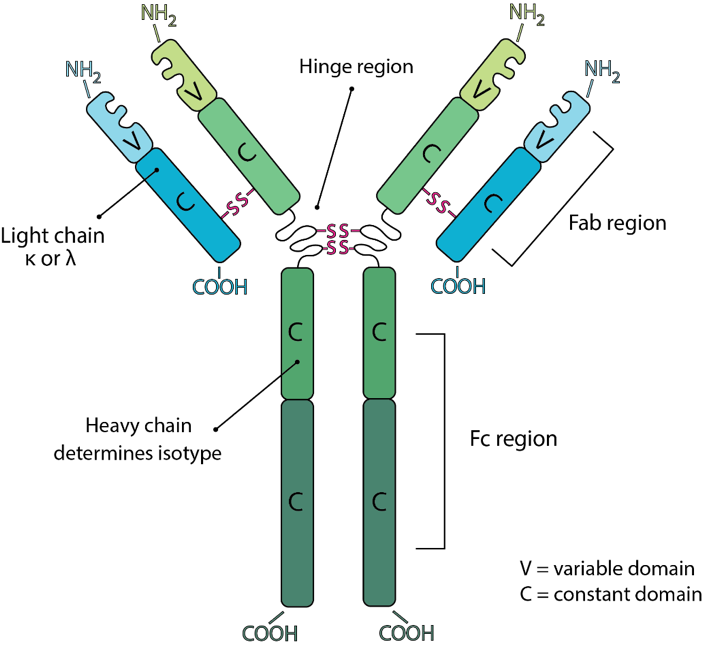 NH2
NH2
Hinge region
NH2
NH2
V
V
V
V
C
C
C
C
SS
SS
Fab region
Light chain
κ or λ
SS
SS
COOH
COOH
C
C
Heavy chain
determines isotype
Fc region
C
C
V = variable domain
C = constant domain
COOH
COOH